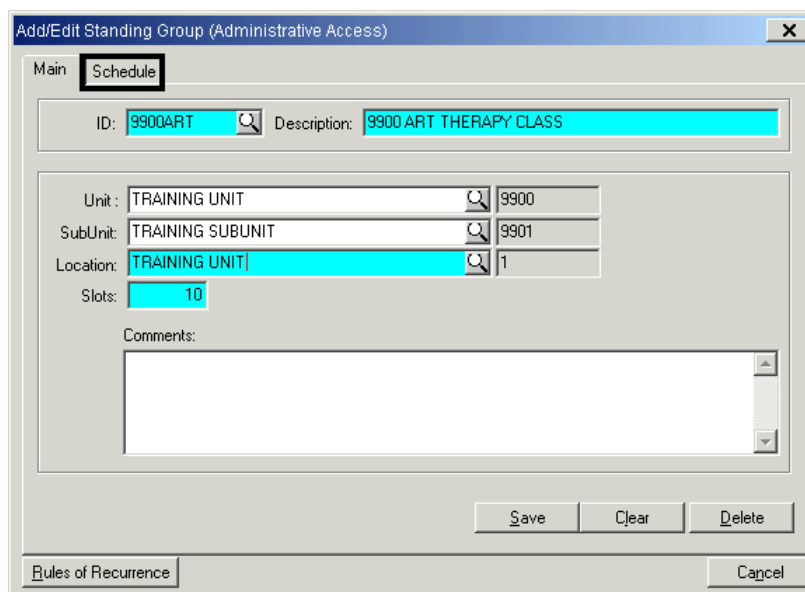 Add/Edit Standing Group (Administrative Access)
Main Schedule
ID: 9900ART Description: 9900 ART THERAPY CLASS
Unit : TRAINING UNIT 9900
SubUnit: TRAINING SUBUNIT 9901
Location: TRAINING UNIT 1
Slots: 10
Comments:
Save Clear Delete
Rules of Recurrence Cancel